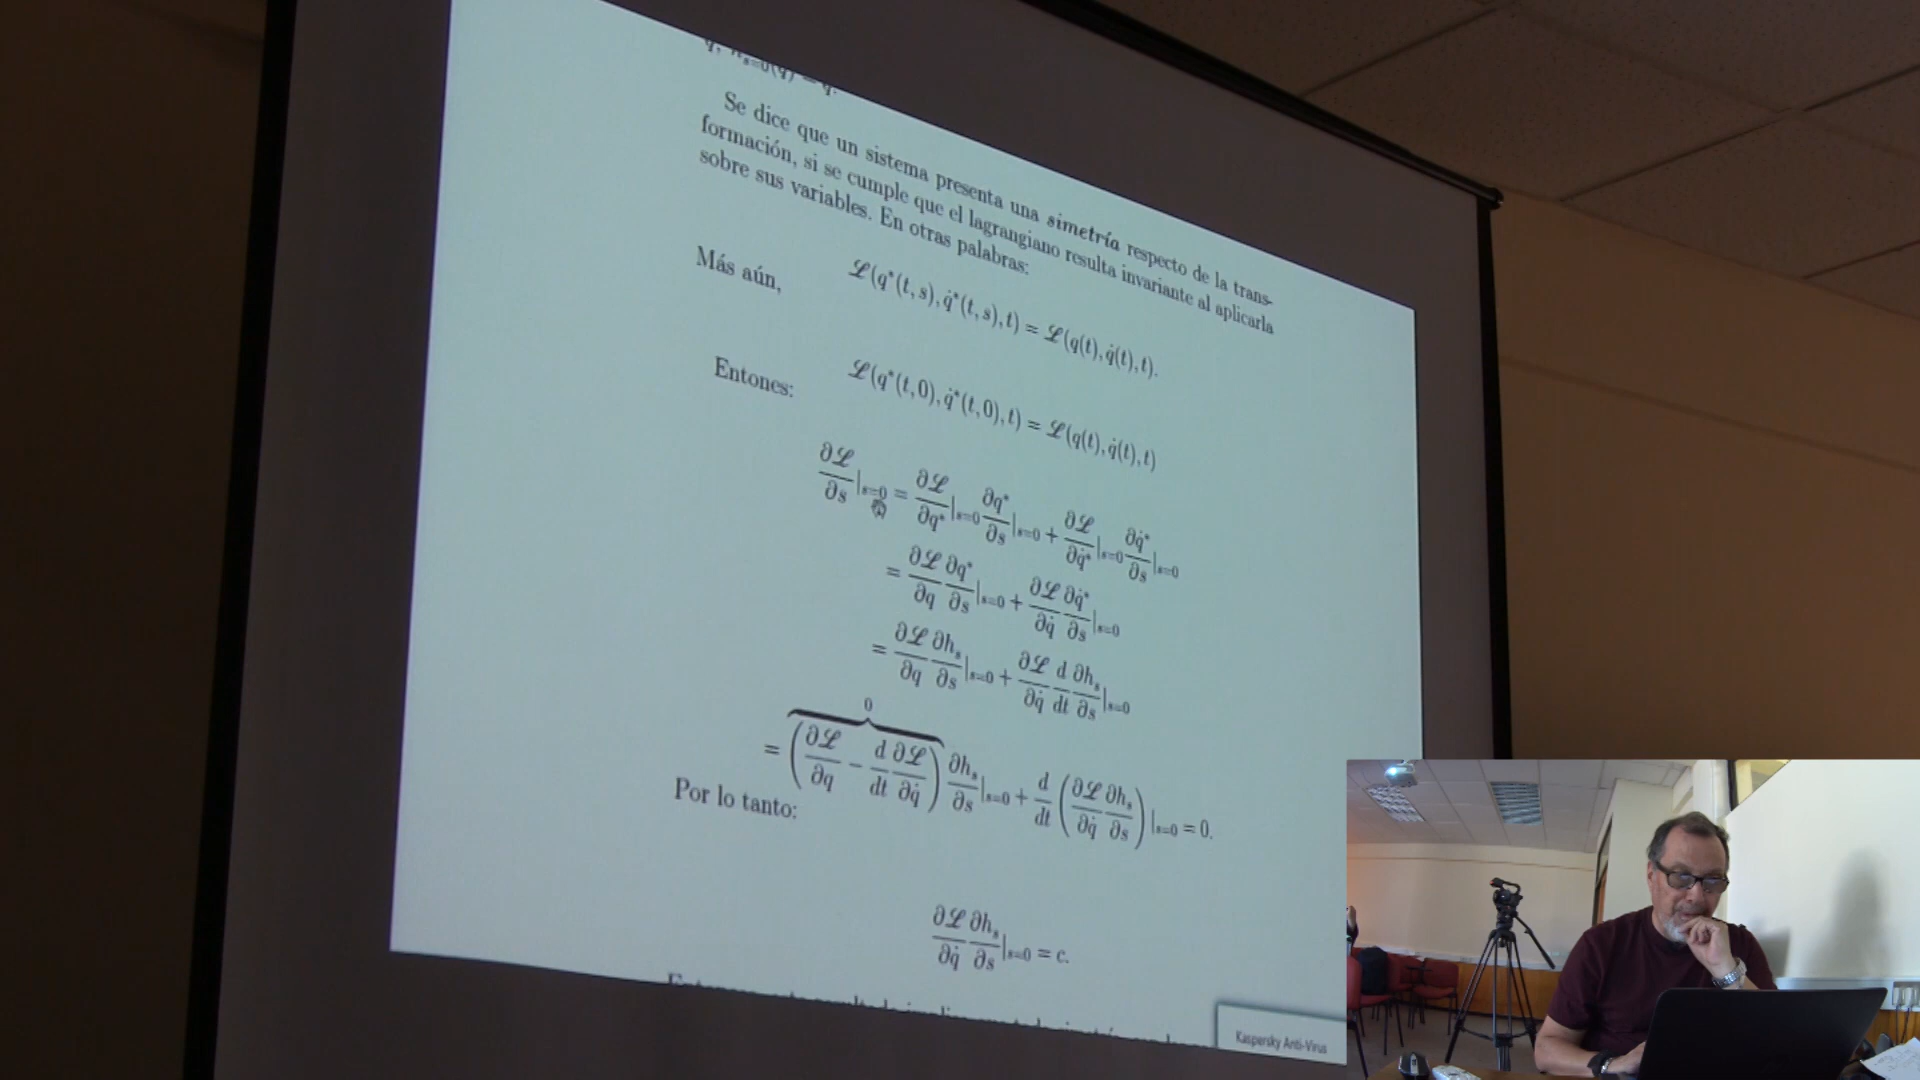 Se dice que un sistema presenta una simetría respecto de la trans-
formación, si se cumple que el lagrangiano resulta invariante al aplicarla
sobre sus variables. En otras palabras:
ℒ(q*(t, s), q̇*(t, s), t) = ℒ(q(t), q̇(t), t).
Más aún,
ℒ(q*(t, 0), q̇*(t, 0), t) = ℒ(q(t), q̇(t), t)
Entones:
∂ℒ/∂s |s=0 = ∂ℒ/∂q* |s=0 ∂q*/∂s |s=0 + ∂ℒ/∂q̇* |s=0 ∂q̇*/∂s |s=0
= ∂ℒ/∂q ∂q*/∂s |s=0 + ∂ℒ/∂q̇ ∂q̇*/∂s |s=0
= ∂ℒ/∂q ∂hs/∂s |s=0 + ∂ℒ/∂q̇ d/dt ∂hs/∂s |s=0
0
= (∂ℒ/∂q − d/dt ∂ℒ/∂q̇) ∂hs/∂s |s=0 + d/dt (∂ℒ/∂q̇ ∂hs/∂s) |s=0 = 0.
Por lo tanto:
∂ℒ/∂q̇ ∂hs/∂s |s=0 = c.
Kaspersky Anti-Virus